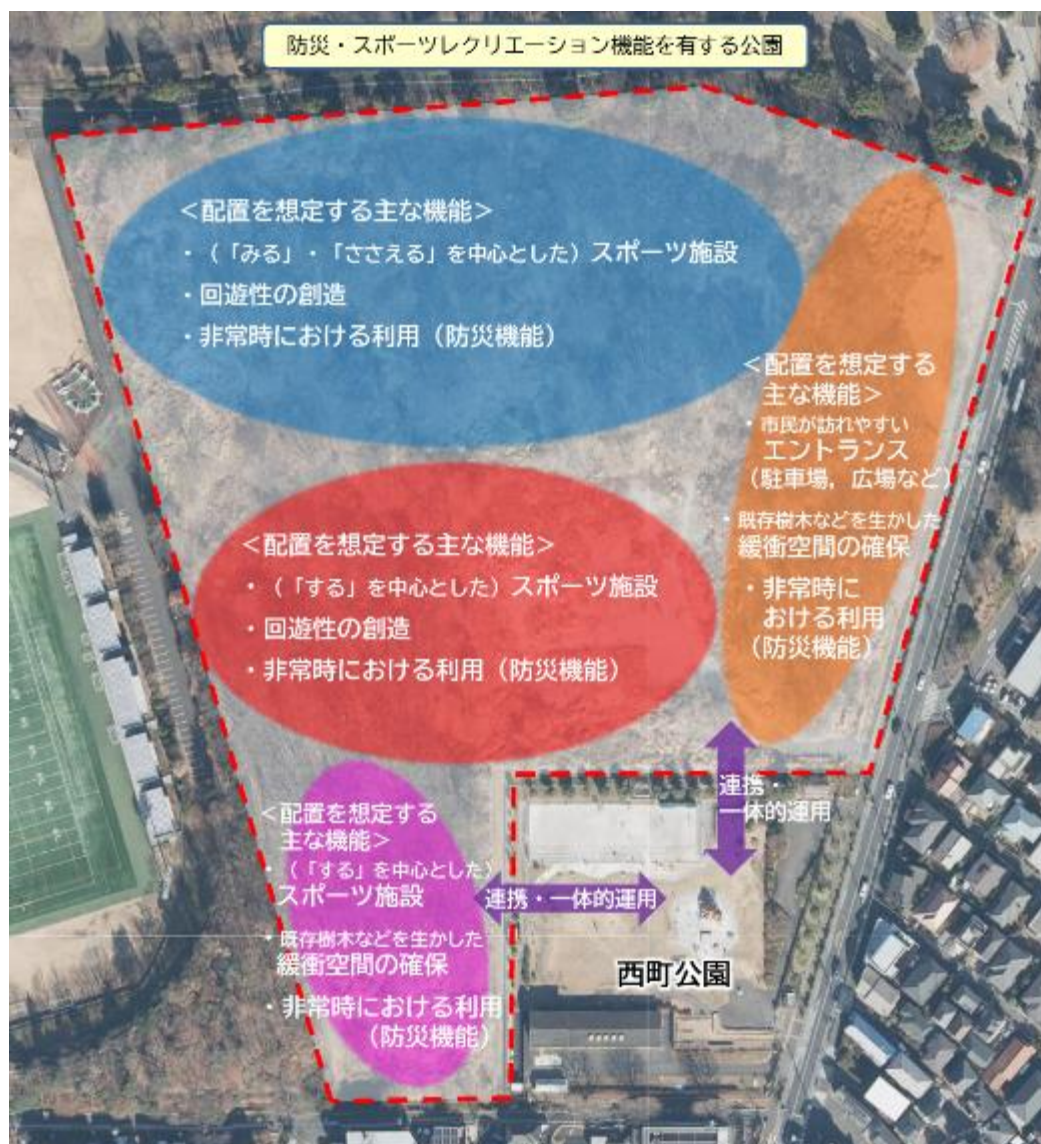 防災・スポーツレクリエーション機能を有する公園
＜配置を想定する主な機能＞
・（「みる」・「ささえる」を中心とした）スポーツ施設
・回遊性の創造
・非常時における利用（防災機能）
＜配置を想定する
主な機能＞
・市民が訪れやすい
エントランス
（駐車場，広場など）
・既存樹木などを生かした
緩衝空間の確保
・非常時に
おける利用
（防災機能）
＜配置を想定する主な機能＞
・（「する」を中心とした）スポーツ施設
・回遊性の創造
・非常時における利用（防災機能）
＜配置を想定する
主な機能＞
・（「する」を中心とした）
スポーツ施設
・既存樹木などを生かした
緩衝空間の確保
・非常時における利用
（防災機能）
連携・
一体的運用
連携・一体的運用
西町公園